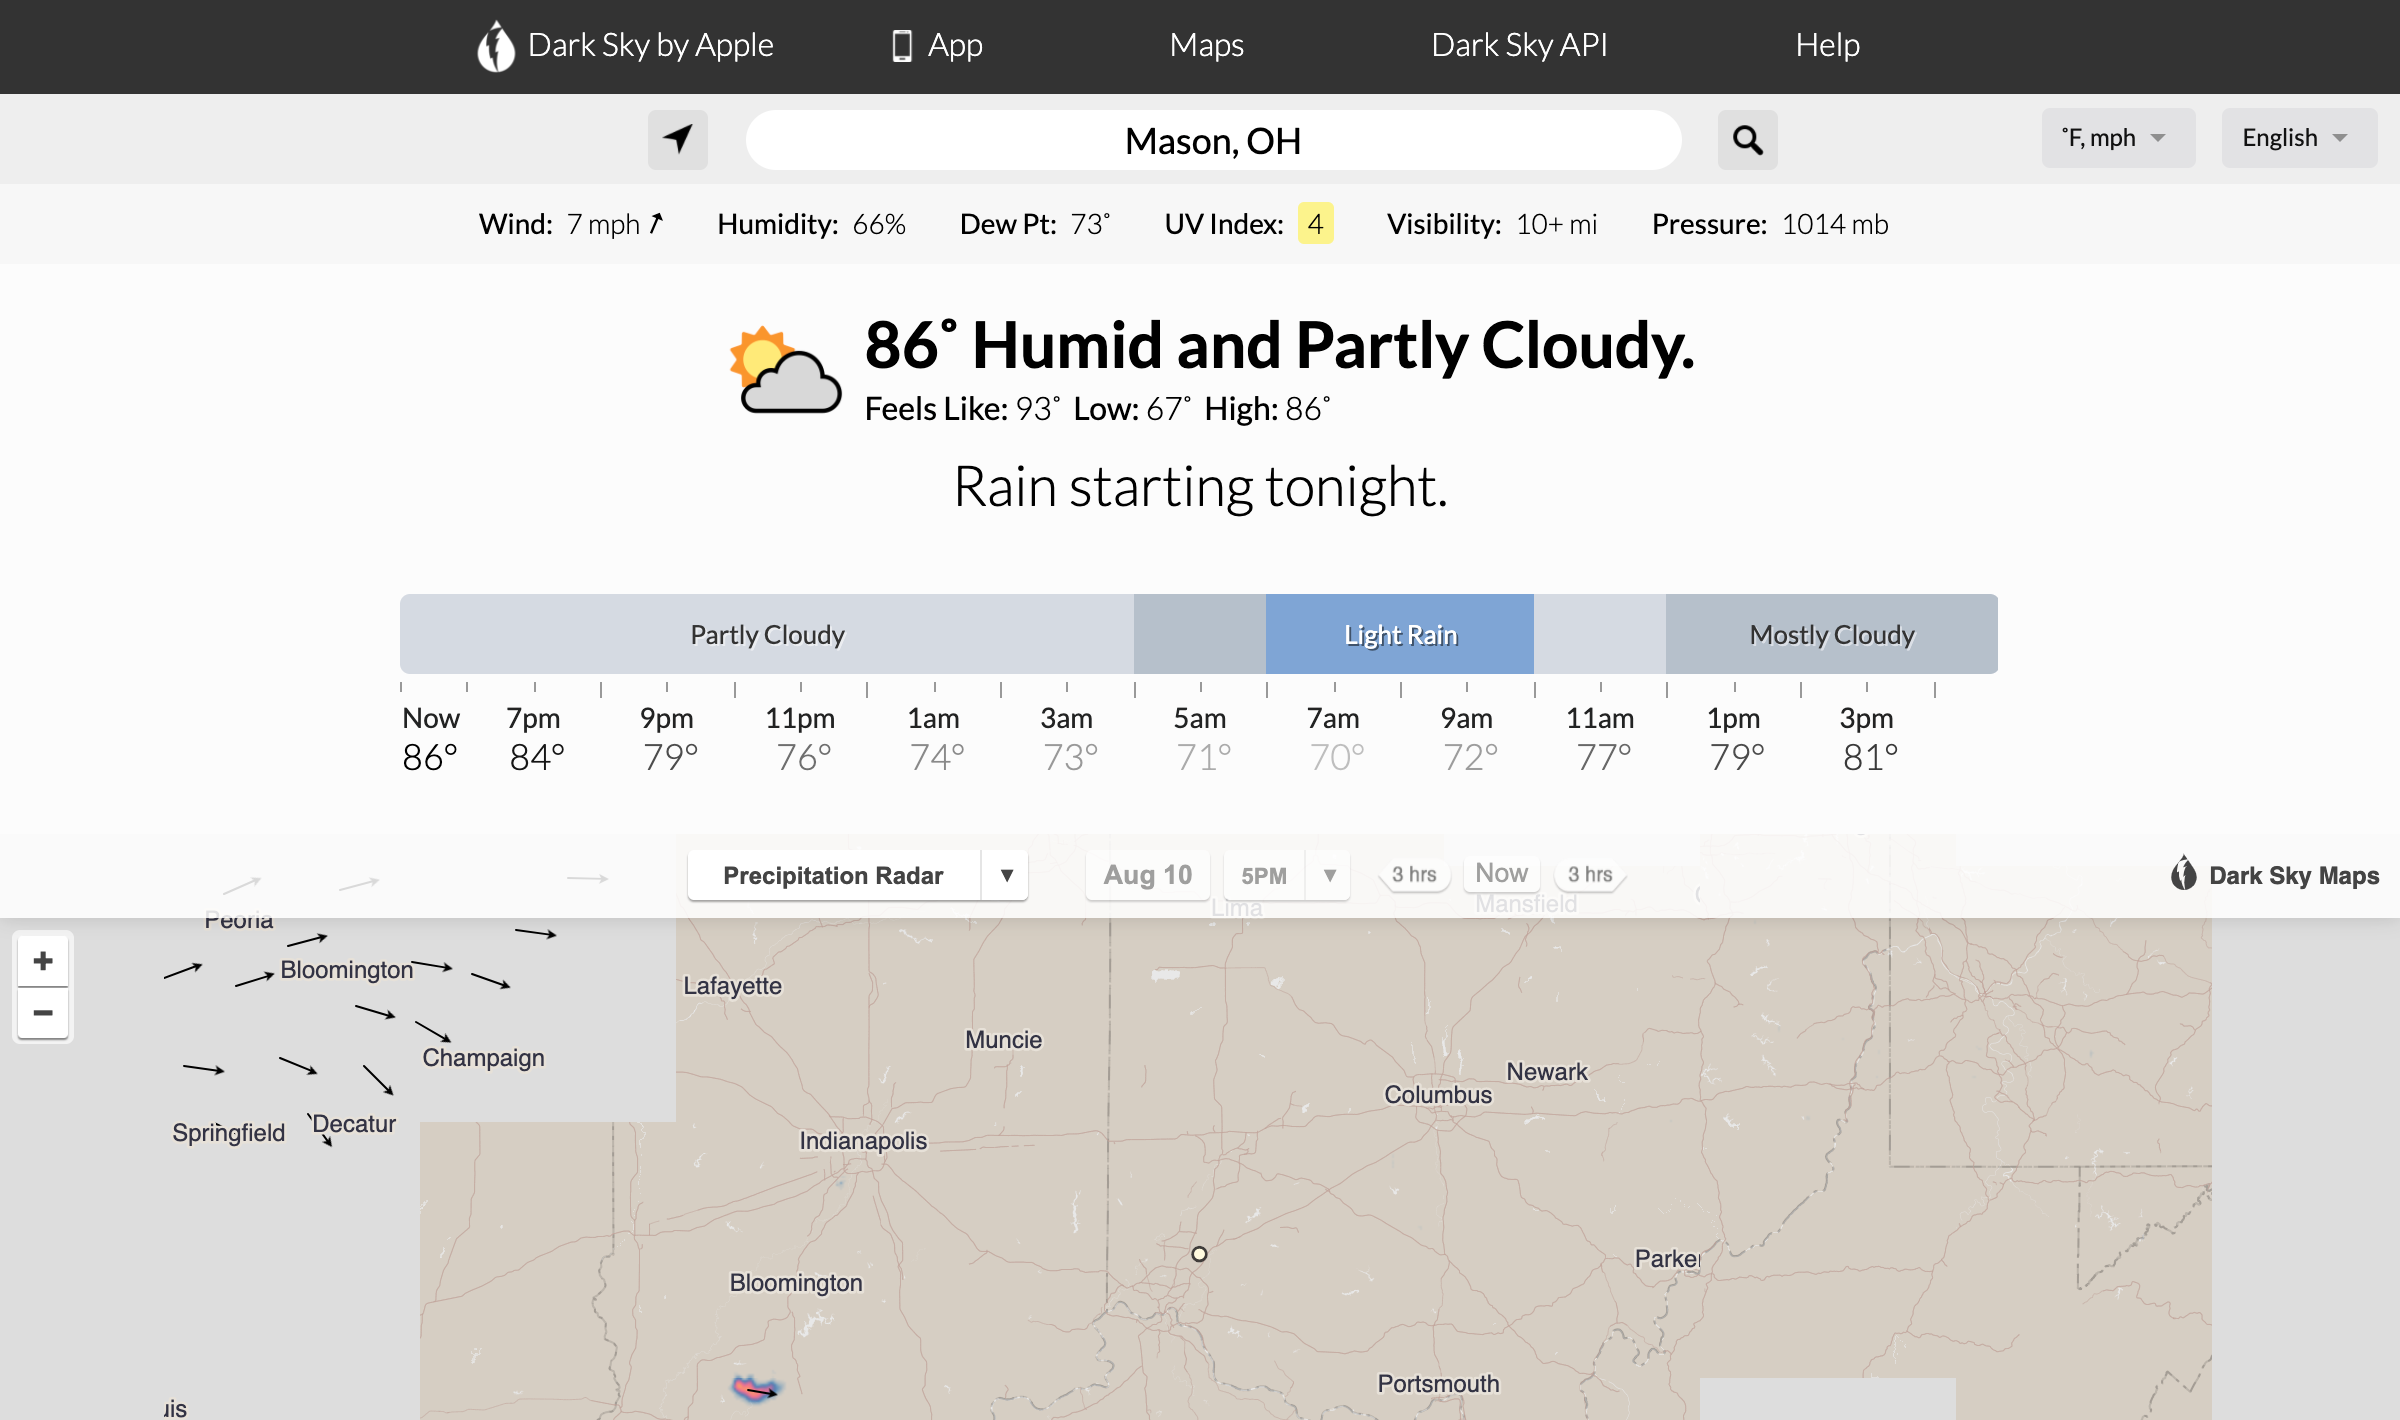 Dark Sky by Apple App Maps Dark Sky API Help
Mason, OH ˚F, mph English
Wind: 7 mph Humidity: 66% Dew Pt: 73˚ UV Index: 4 Visibility: 10+ mi Pressure: 1014 mb
86˚ Humid and Partly Cloudy.
Feels Like: 93˚ Low: 67˚ High: 86˚
Rain starting tonight.
Partly Cloudy Light Rain Mostly Cloudy
Now 7pm 9pm 11pm 1am 3am 5am 7am 9am 11am 1pm 3pm
86° 84° 79° 76° 74° 73° 71° 70° 72° 77° 79° 81°
Precipitation Radar ▼ Aug 10 5PM ▼ 3 hrs Now 3 hrs Dark Sky Maps
Lima Mansfield
Peoria
+
Bloomington
Lafayette
−
Muncie
Champaign
Newark
Columbus
Springfield Decatur
Indianapolis
Parker
Bloomington
Portsmouth
uis